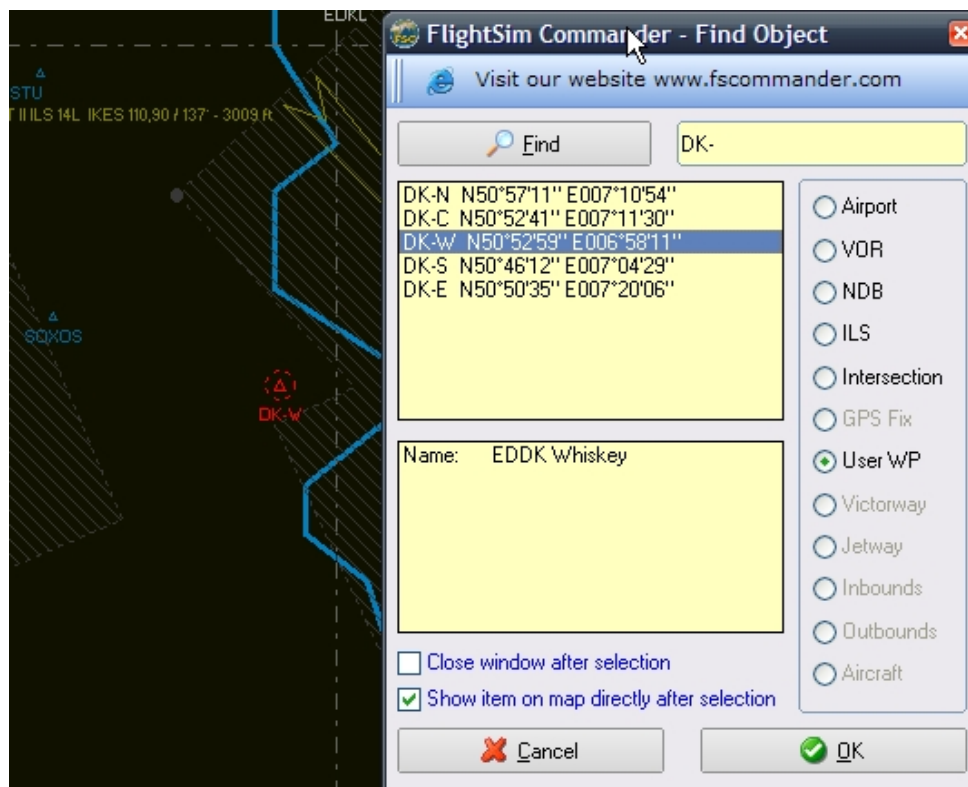 EDKL
STU
T II ILS 14L IKES 110,90 / 137° - 3009 ft
SQXOS
DK-W
FSC
FlightSim Commander - Find Object
Visit our website www.fscommander.com
Find
DK-
DK-N N50°57'11'' E007°10'54''
DK-C N50°52'41'' E007°11'30''
DK-W N50°52'59'' E006°58'11''
DK-S N50°46'12'' E007°04'29''
DK-E N50°50'35'' E007°20'06''
Name: EDDK Whiskey
Airport
VOR
NDB
ILS
Intersection
GPS Fix
User WP
Victorway
Jetway
Inbounds
Outbounds
Aircraft
Close window after selection
Show item on map directly after selection
Cancel
OK